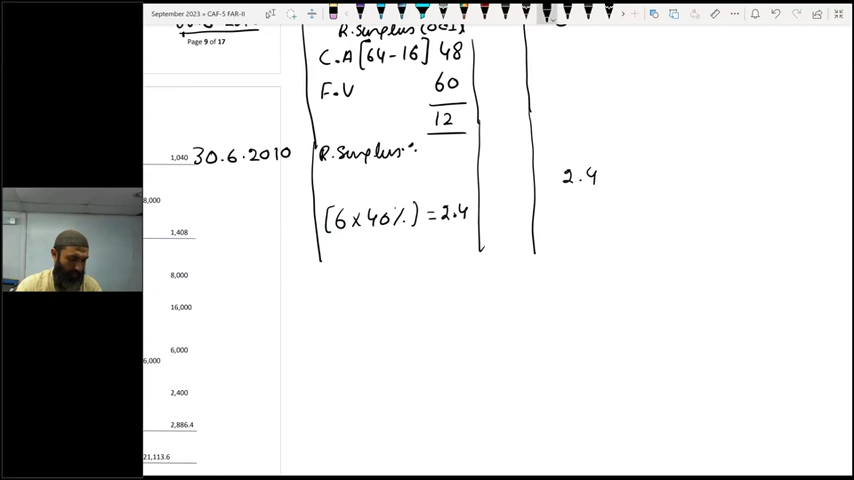 September 2023 » CAF-5 FAR-II
Page 9 of 17
R.Surplus (OCI)
C.A [64-16] 48
F.V 60
12
1,040 30.6.2010 R.Surplus:
2.4
8,000
(6 x 40%) = 2.4
1,408
8,000
16,000
6,000
6,000
2,400
2,886.4
21,113.6